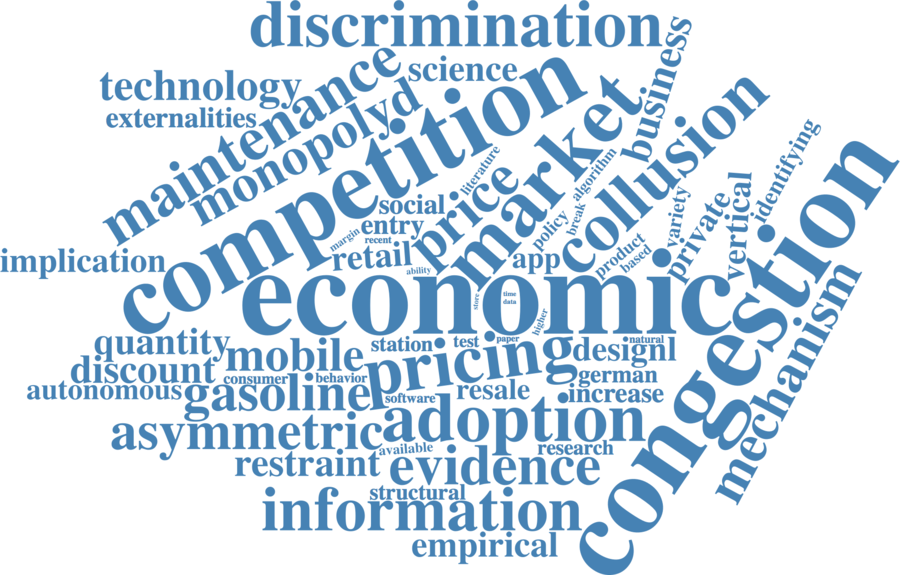 discrimination
business
maintenance
science
technology
competition
monopolyd
market
externalities
collusion
identifying
congestion
literature
algorithm
price
social
variety
private
vertical
entry
margin
recent
policy
break
product
implication
retail
app
based
ability
economic
store
time
data
higher
mechanism
quantity
mobile
station
test
paper
pricing
natural
designl
discount
consumer
behavior
german
autonomous
gasoline
software
resale
increase
asymmetric
adoption
available
research
restraint
evidence
structural
information
empirical